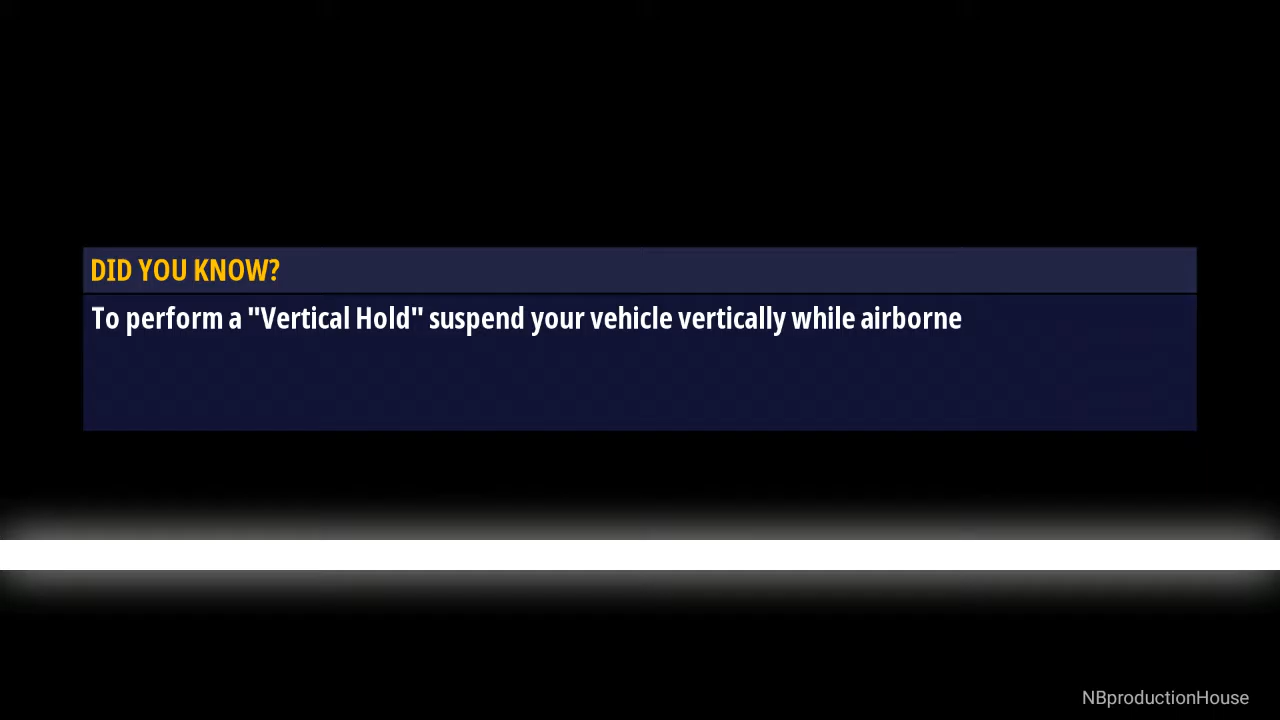 DID YOU KNOW?
To perform a "Vertical Hold" suspend your vehicle vertically while airborne
NBproductionHouse